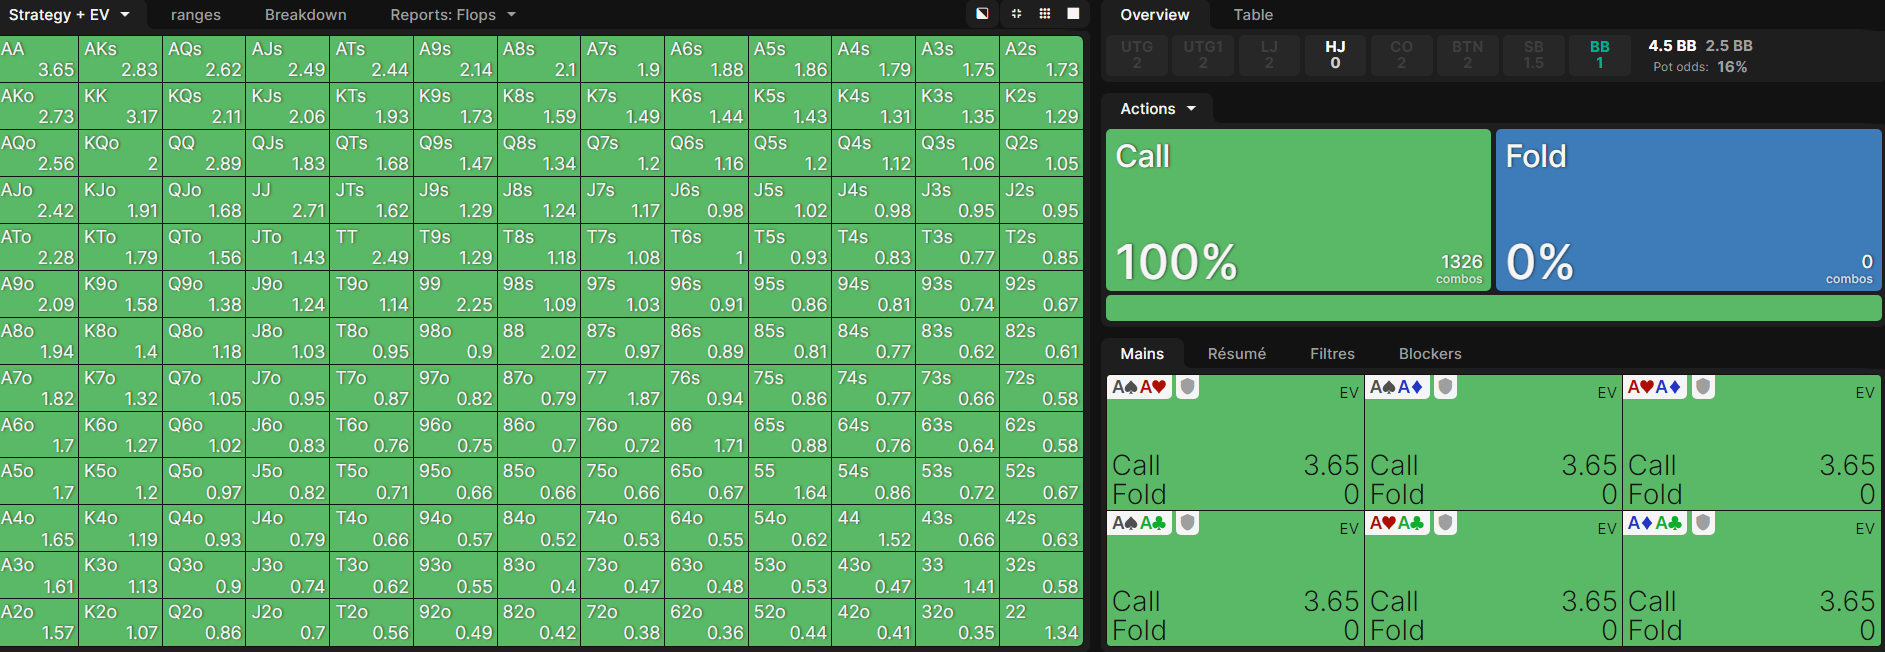 Strategy + EV ranges Breakdown Reports: Flops
AA AKs AQs AJs ATs A9s A8s A7s A6s A5s A4s A3s A2s
3.65 2.83 2.62 2.49 2.44 2.14 2.1 1.9 1.88 1.86 1.79 1.75 1.73
AKo KK KQs KJs KTs K9s K8s K7s K6s K5s K4s K3s K2s
2.73 3.17 2.11 2.06 1.93 1.73 1.59 1.49 1.44 1.43 1.31 1.35 1.29
AQo KQo QQ QJs QTs Q9s Q8s Q7s Q6s Q5s Q4s Q3s Q2s
2.56 2 2.89 1.83 1.68 1.47 1.34 1.2 1.16 1.2 1.12 1.06 1.05
AJo KJo QJo JJ JTs J9s J8s J7s J6s J5s J4s J3s J2s
2.42 1.91 1.68 2.71 1.62 1.29 1.24 1.17 0.98 1.02 0.98 0.95 0.95
ATo KTo QTo JTo TT T9s T8s T7s T6s T5s T4s T3s T2s
2.28 1.79 1.56 1.43 2.49 1.29 1.18 1.08 1 0.93 0.83 0.77 0.85
A9o K9o Q9o J9o T9o 99 98s 97s 96s 95s 94s 93s 92s
2.09 1.58 1.38 1.24 1.14 2.25 1.09 1.03 0.91 0.86 0.81 0.74 0.67
A8o K8o Q8o J8o T8o 98o 88 87s 86s 85s 84s 83s 82s
1.94 1.4 1.18 1.03 0.95 0.9 2.02 0.97 0.89 0.81 0.77 0.62 0.61
A7o K7o Q7o J7o T7o 97o 87o 77 76s 75s 74s 73s 72s
1.82 1.32 1.05 0.95 0.87 0.82 0.79 1.87 0.94 0.86 0.77 0.66 0.58
A6o K6o Q6o J6o T6o 96o 86o 76o 66 65s 64s 63s 62s
1.7 1.27 1.02 0.83 0.76 0.75 0.7 0.72 1.71 0.88 0.76 0.64 0.58
A5o K5o Q5o J5o T5o 95o 85o 75o 65o 55 54s 53s 52s
1.7 1.2 0.97 0.82 0.71 0.66 0.66 0.66 0.67 1.64 0.86 0.72 0.67
A4o K4o Q4o J4o T4o 94o 84o 74o 64o 54o 44 43s 42s
1.65 1.19 0.93 0.79 0.66 0.57 0.52 0.53 0.55 0.62 1.52 0.66 0.63
A3o K3o Q3o J3o T3o 93o 83o 73o 63o 53o 43o 33 32s
1.61 1.13 0.9 0.74 0.62 0.55 0.4 0.47 0.48 0.53 0.47 1.41 0.58
A2o K2o Q2o J2o T2o 92o 82o 72o 62o 52o 42o 32o 22
1.57 1.07 0.86 0.7 0.56 0.49 0.42 0.38 0.36 0.44 0.41 0.35 1.34
Overview Table
UTG UTG1 LJ HJ CO BTN SB BB
2 2 2 0 2 2 1.5 1
4.5 BB 2.5 BB
Pot odds: 16%
Actions
Call Fold
100% 1326 combos 0% 0 combos
Mains Résumé Filtres Blockers
A♠A♥ EV A♠A♦ EV A♥A♦ EV
Call 3.65 Call 3.65 Call 3.65
Fold 0 Fold 0 Fold 0
A♠A♣ EV A♥A♣ EV A♦A♣ EV
Call 3.65 Call 3.65 Call 3.65
Fold 0 Fold 0 Fold 0